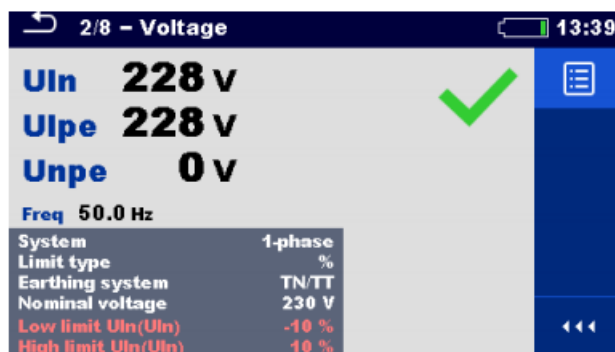 2/8 – Voltage 13:39
Uln 228 V
Ulpe 228 V
Unpe 0 V
Freq 50.0 Hz
System 1-phase
Limit type %
Earthing system TN/TT
Nominal voltage 230 V
Low limit Uln(Uln) -10 %
High limit Uln(Uln) 10 %